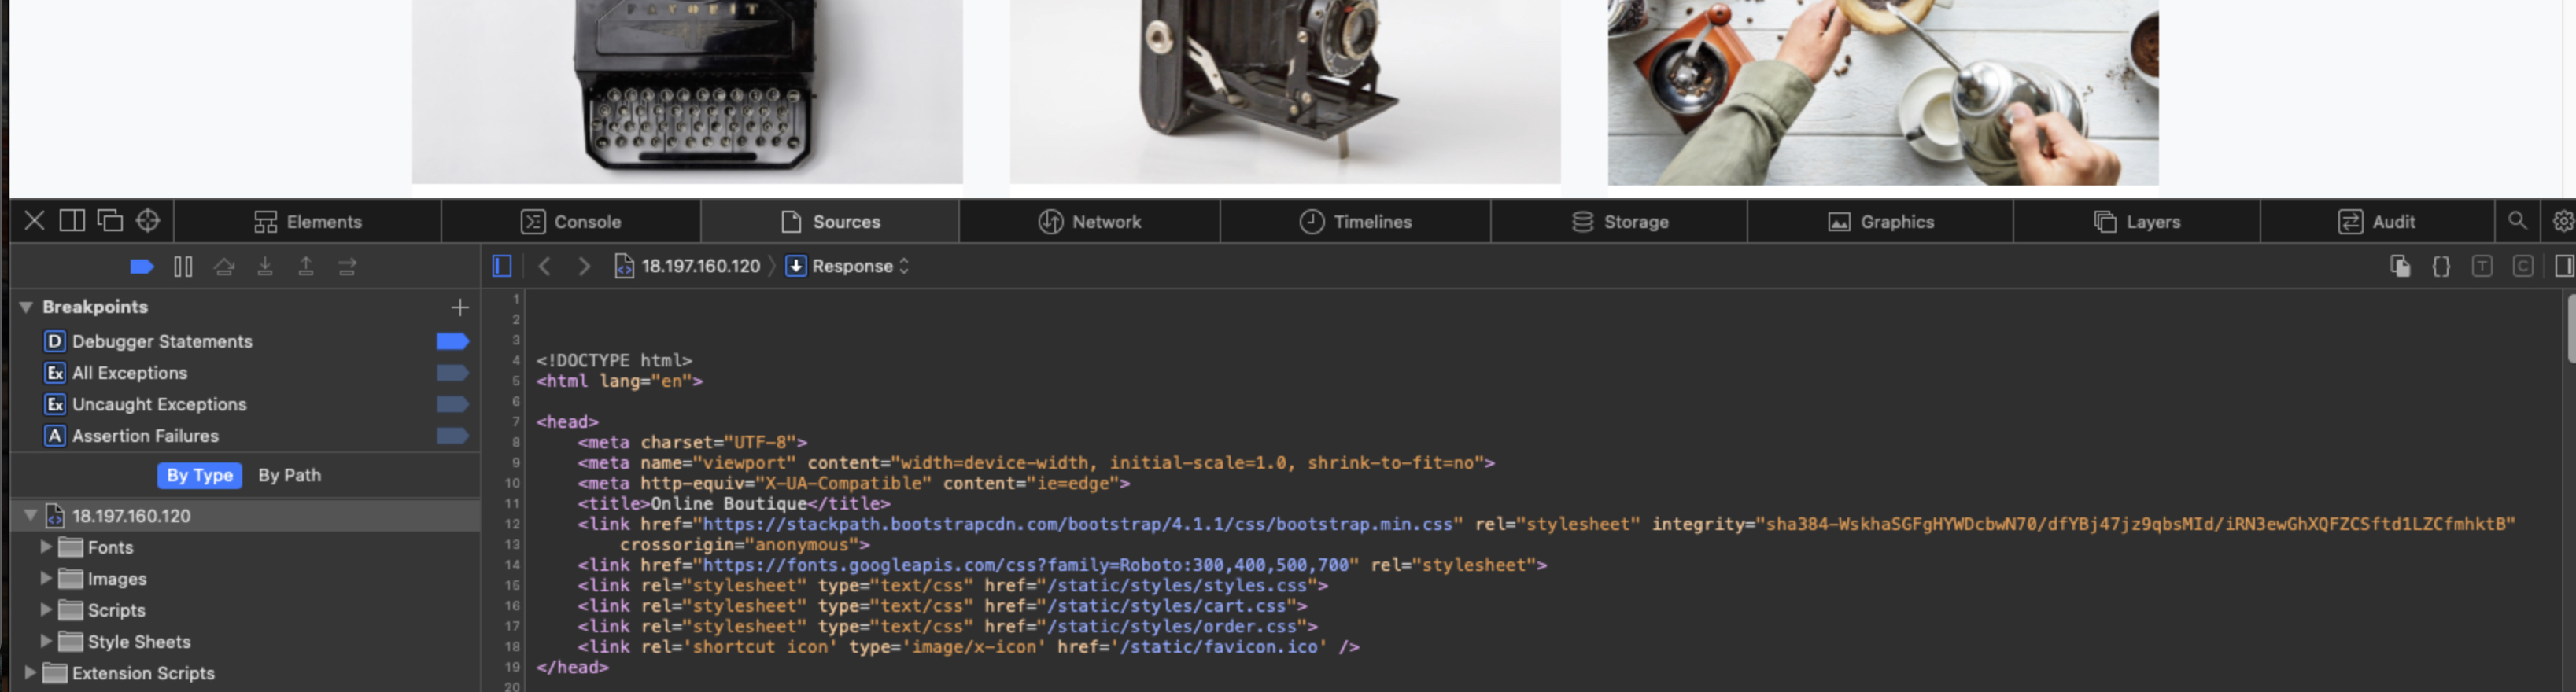 FAVORIT
Elements
Console
Sources
Network
Timelines
Storage
Graphics
Layers
Audit
18.197.160.120
Response
{}
T
C
Breakpoints
+
D Debugger Statements
Ex All Exceptions
Ex Uncaught Exceptions
A Assertion Failures
By Type By Path
18.197.160.120
Fonts
Images
Scripts
Style Sheets
Extension Scripts
1
2
3
4 <!DOCTYPE html>
5 <html lang="en">
6
7 <head>
8 <meta charset="UTF-8">
9 <meta name="viewport" content="width=device-width, initial-scale=1.0, shrink-to-fit=no">
10 <meta http-equiv="X-UA-Compatible" content="ie=edge">
11 <title>Online Boutique</title>
12 <link href="https://stackpath.bootstrapcdn.com/bootstrap/4.1.1/css/bootstrap.min.css" rel="stylesheet" integrity="sha384-WskhaSGFgHYWDcbwN70/dfYBj47jz9qbsMId/iRN3ewGhXQFZCSftd1LZCfmhktB"
13 crossorigin="anonymous">
14 <link href="https://fonts.googleapis.com/css?family=Roboto:300,400,500,700" rel="stylesheet">
15 <link rel="stylesheet" type="text/css" href="/static/styles/styles.css">
16 <link rel="stylesheet" type="text/css" href="/static/styles/cart.css">
17 <link rel="stylesheet" type="text/css" href="/static/styles/order.css">
18 <link rel='shortcut icon' type='image/x-icon' href='/static/favicon.ico' />
19 </head>
20